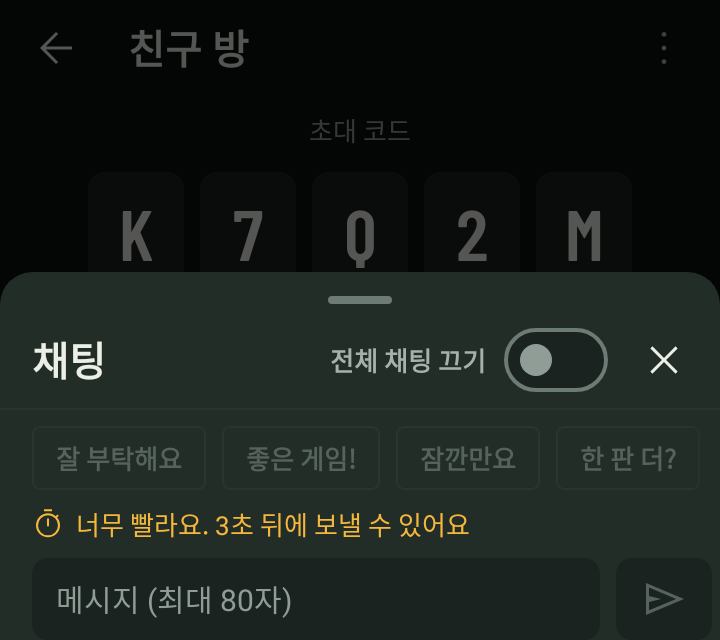 친구 방
초대 코드
K 7 Q 2 M
채팅 전체 채팅 끄기
잘 부탁해요 좋은 게임! 잠깐만요 한 판 더?
너무 빨라요. 3초 뒤에 보낼 수 있어요
메시지 (최대 80자)